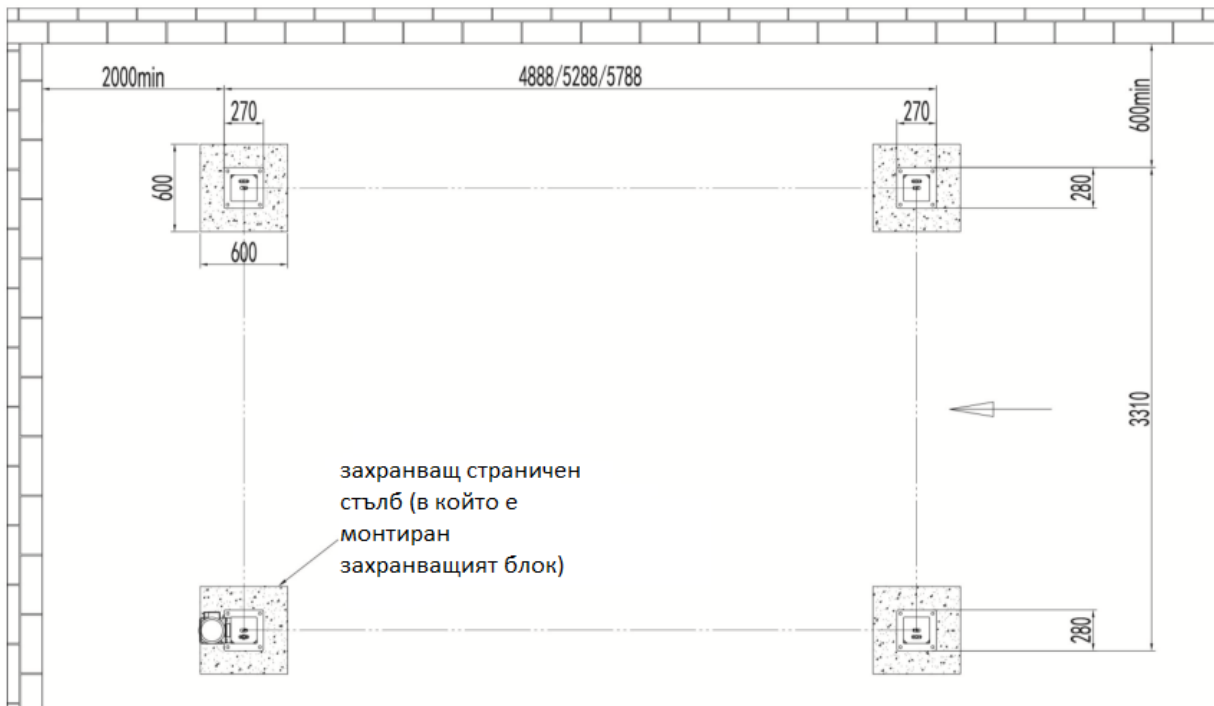 2000min
4888/5288/5788
270
270
600min
600
280
600
3310
захранващ страничен
стълб (в който е
монтиран
захранващият блок)
280